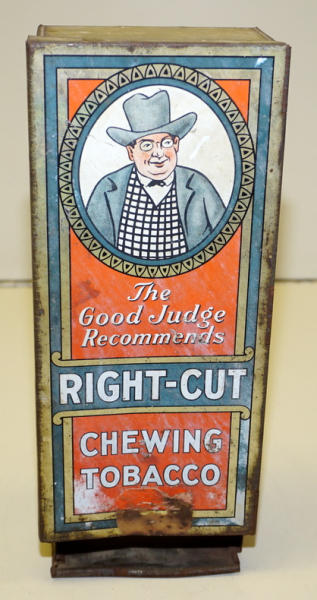 The
Good Judge
Recommends
RIGHT-CUT
CHEWING
TOBACCO